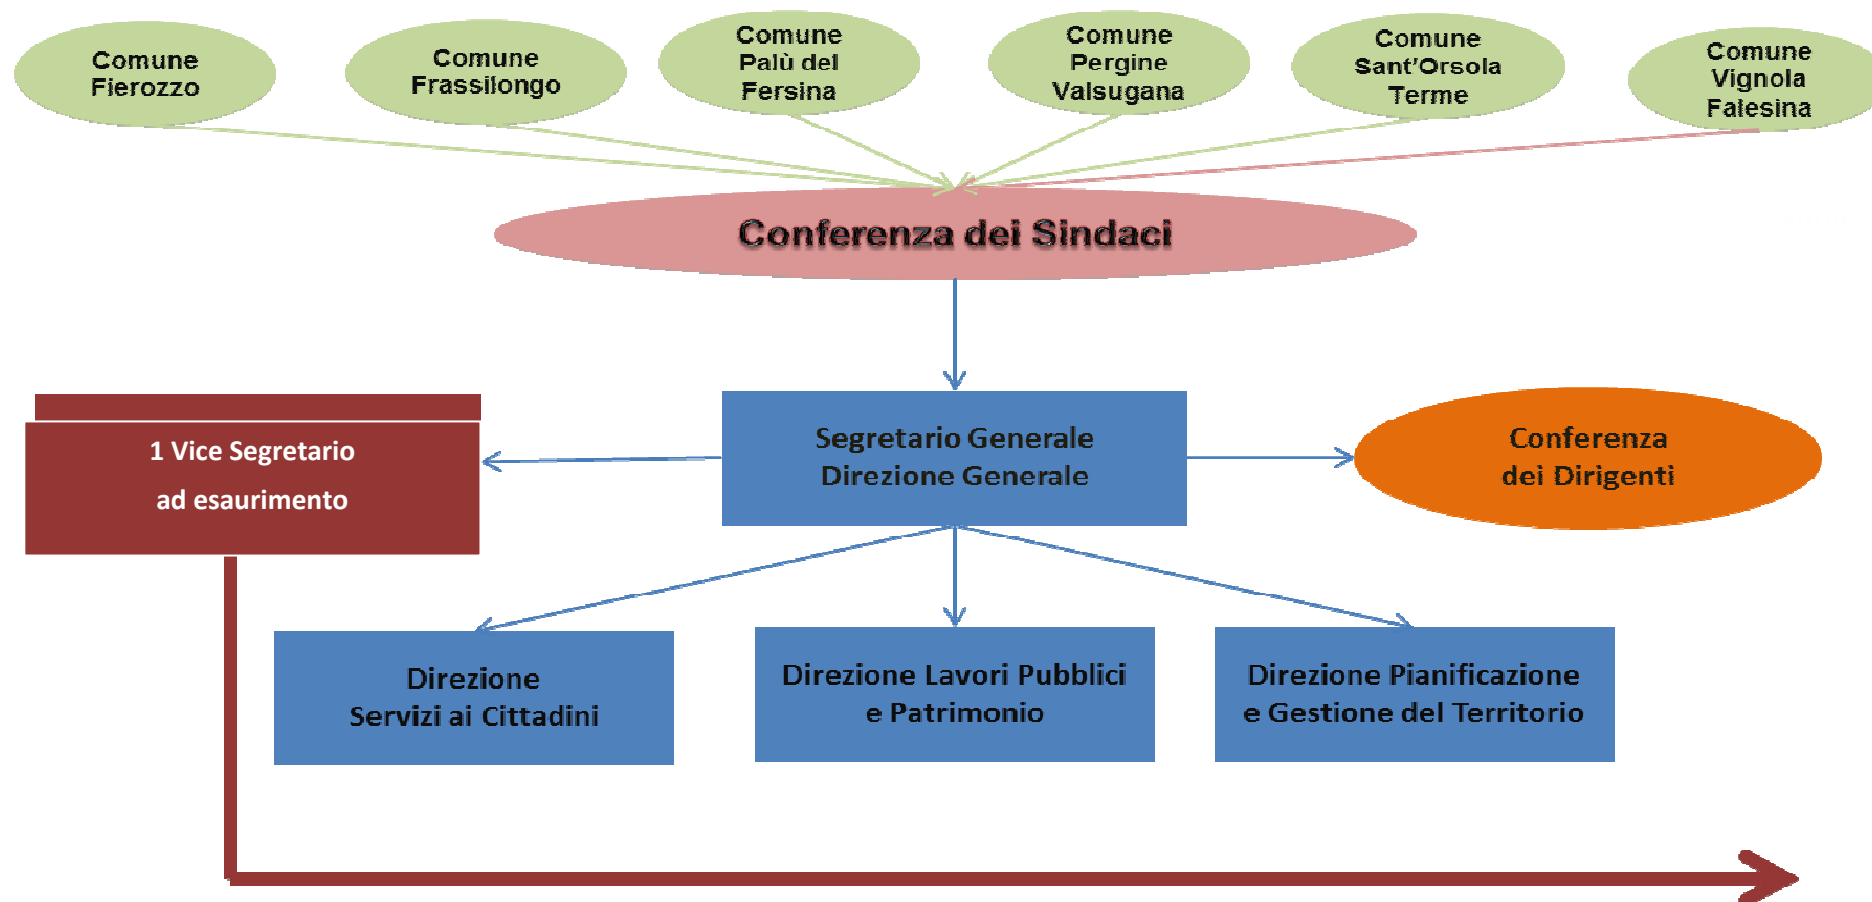 Comune
Fierozzo
Comune
Frassilongo
Comune
Palù del
Fersina
Comune
Pergine
Valsugana
Comune
Sant'Orsola
Terme
Comune
Vignola
Falesina
Conferenza dei Sindaci
1 Vice Segretario
ad esaurimento
Segretario Generale
Direzione Generale
Conferenza
dei Dirigenti
Direzione
Servizi ai Cittadini
Direzione Lavori Pubblici
e Patrimonio
Direzione Pianificazione
e Gestione del Territorio